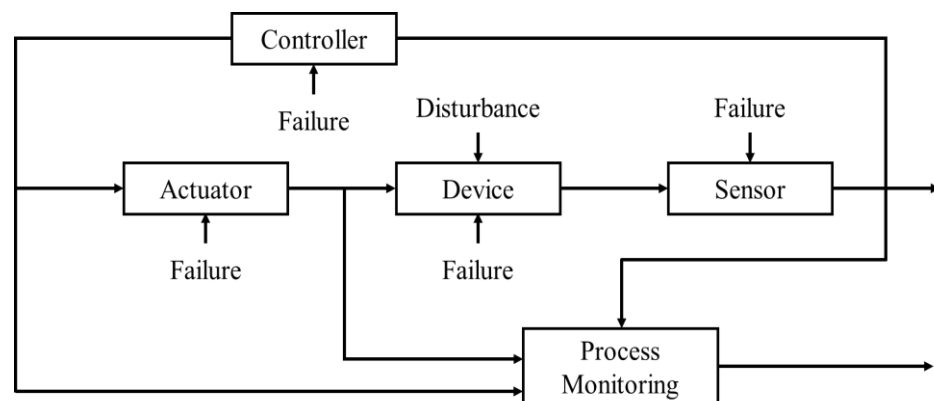 Controller
Failure
Disturbance
Failure
Actuator
Device
Sensor
Failure
Failure
Process
Monitoring